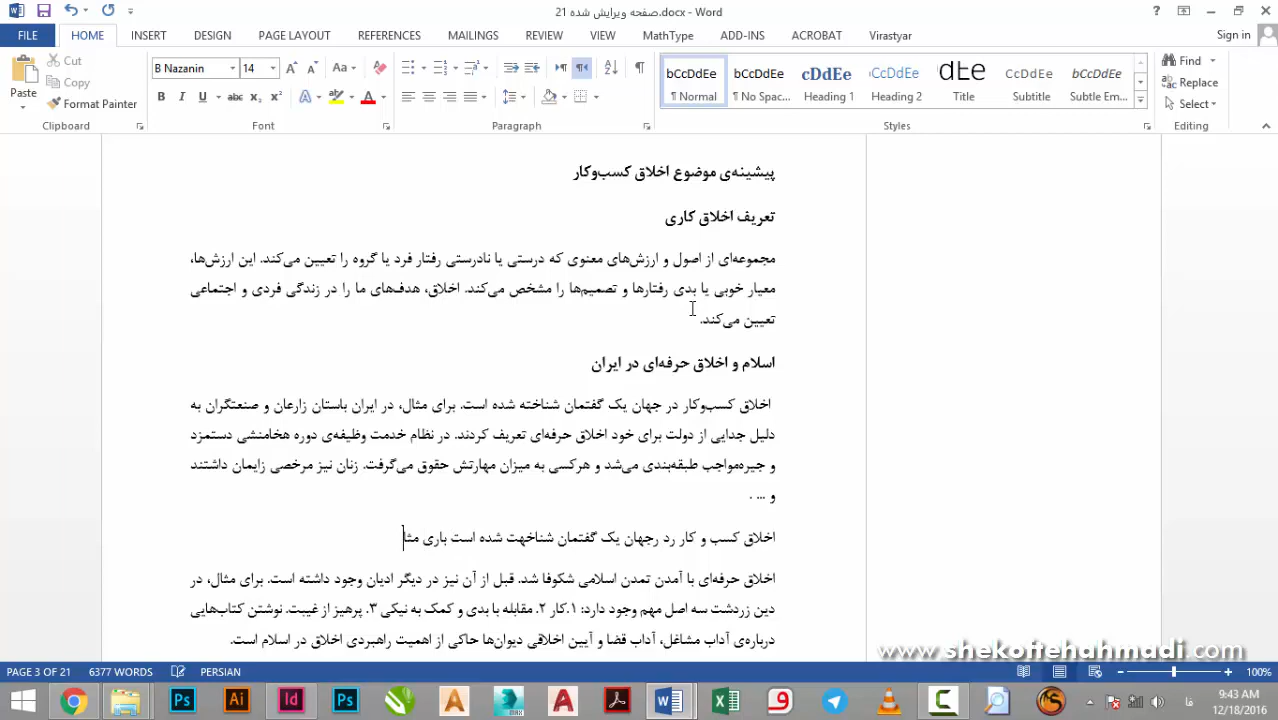 21 صفحه ویرایش شده.docx - Word
FILE HOME INSERT DESIGN PAGE LAYOUT REFERENCES MAILINGS REVIEW VIEW MathType ADD-INS ACROBAT Virastyar Sign in
Paste
Cut
Copy
Format Painter
B Nazanin 14
Find
Replace
Select
bCcDdEe bCcDdEe cDdEe cCcDdEe dEe CcDdEe bCcDdEe
¶ Normal ¶ No Spac... Heading 1 Heading 2 Title Subtitle Subtle Em...
Clipboard Font Paragraph Styles Editing
پیشینه‌ی موضوع اخلاق کسب‌وکار
تعریف اخلاق کاری
مجموعه‌ای از اصول و ارزش‌های معنوی که درستی یا نادرستی رفتار فرد یا گروه را تعیین می‌کند. این ارزش‌ها،
معیار خوبی یا بدی رفتارها و تصمیم‌ها را مشخص می‌کند. اخلاق، هدف‌های ما را در زندگی فردی و اجتماعی
تعیین می‌کند.
اسلام و اخلاق حرفه‌ای در ایران
اخلاق کسب‌وکار در جهان یک گفتمان شناخته شده است. برای مثال، در ایران باستان زارعان و صنعتگران به
دلیل جدایی از دولت برای خود اخلاق حرفه‌ای تعریف کردند. در نظام خدمت وظیفه‌ی دوره هخامنشی دستمزد
و جیره‌مواجب طبقه‌بندی می‌شد و هرکسی به میزان مهارتش حقوق می‌گرفت. زنان نیز مرخصی زایمان داشتند
و ... .
اخلاق کسب و کار رد رجهان یک گفتمان شناخهت شده است باری مثا
اخلاق حرفه‌ای با آمدن تمدن اسلامی شکوفا شد. قبل از آن نیز در دیگر ادیان وجود داشته است. برای مثال، در
دین زردشت سه اصل مهم وجود دارد: ۱.کار ۲. مقابله با بدی و کمک به نیکی ۳. پرهیز از غیبت. نوشتن کتاب‌هایی
درباره‌ی آداب مشاغل، آداب قضا و آیین اخلاقی دیوان‌ها حاکی از اهمیت راهبردی اخلاق در اسلام است.
www.shekoftehahmadi.com
PAGE 3 OF 21 6377 WORDS PERSIAN 100%
فا 9:43 AM
12/18/2016